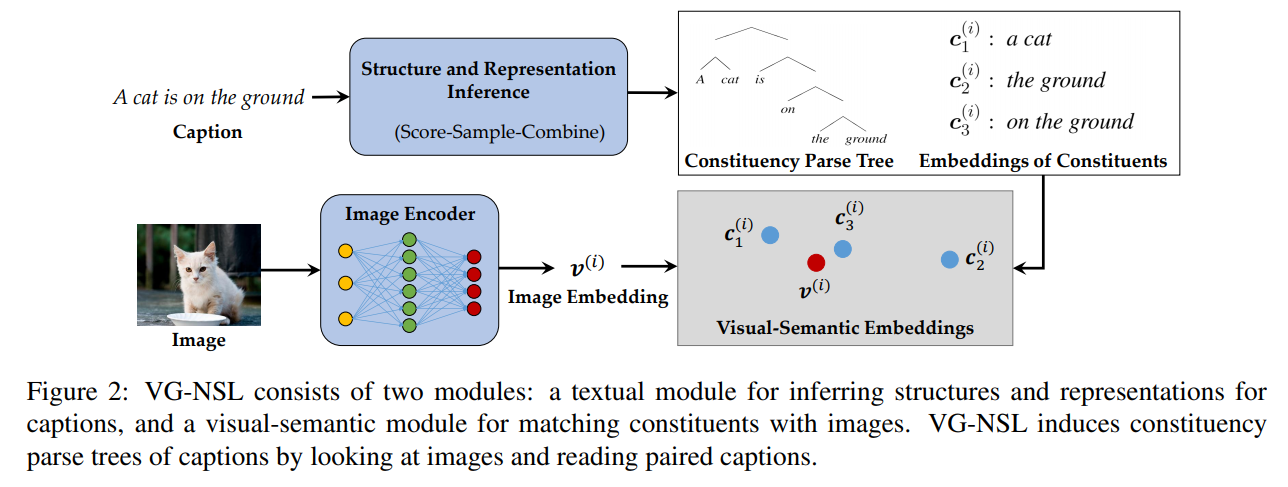 A cat is on the ground
Caption
Structure and Representation
Inference
(Score-Sample-Combine)
A cat is
on
the ground
Constituency Parse Tree
c₁⁽ⁱ⁾ : a cat
c₂⁽ⁱ⁾ : the ground
c₃⁽ⁱ⁾ : on the ground
Embeddings of Constituents
Image
Image Encoder
v⁽ⁱ⁾
Image Embedding
c₁⁽ⁱ⁾
c₃⁽ⁱ⁾
c₂⁽ⁱ⁾
v⁽ⁱ⁾
Visual-Semantic Embeddings
Figure 2: VG-NSL consists of two modules: a textual module for inferring structures and representations for
captions, and a visual-semantic module for matching constituents with images. VG-NSL induces constituency
parse trees of captions by looking at images and reading paired captions.